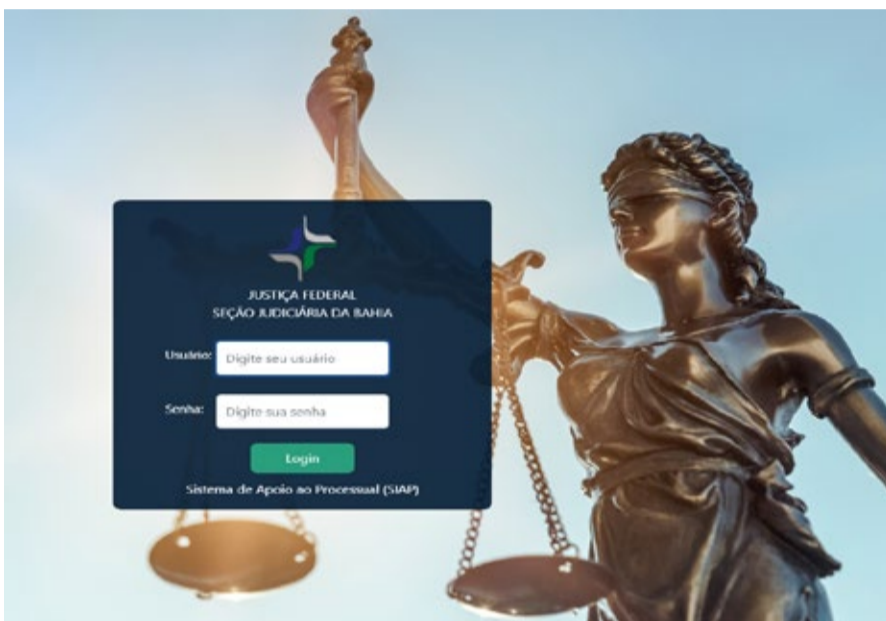 JUSTIÇA FEDERAL
SEÇÃO JUDICIÁRIA DA BAHIA
Usuário: Digite seu usuário
Senha: Digite sua senha
Login
Sistema de Apoio ao Processual (SIAP)